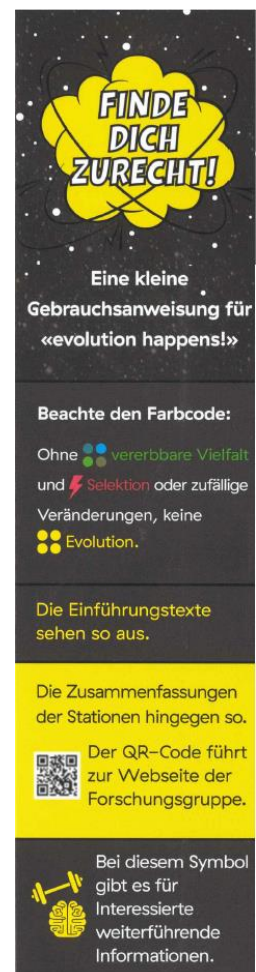 FINDE
DICH
ZURECHT!
Eine kleine
Gebrauchsanweisung für
«evolution happens!»
Beachte den Farbcode:
Ohne vererbbare Vielfalt
und Selektion oder zufällige
Veränderungen, keine
Evolution.
Die Einführungstexte
sehen so aus.
Die Zusammenfassungen
der Stationen hingegen so.
Der QR-Code führt
zur Webseite der
Forschungsgruppe.
Bei diesem Symbol
gibt es für
Interessierte
weiterführende
Informationen.